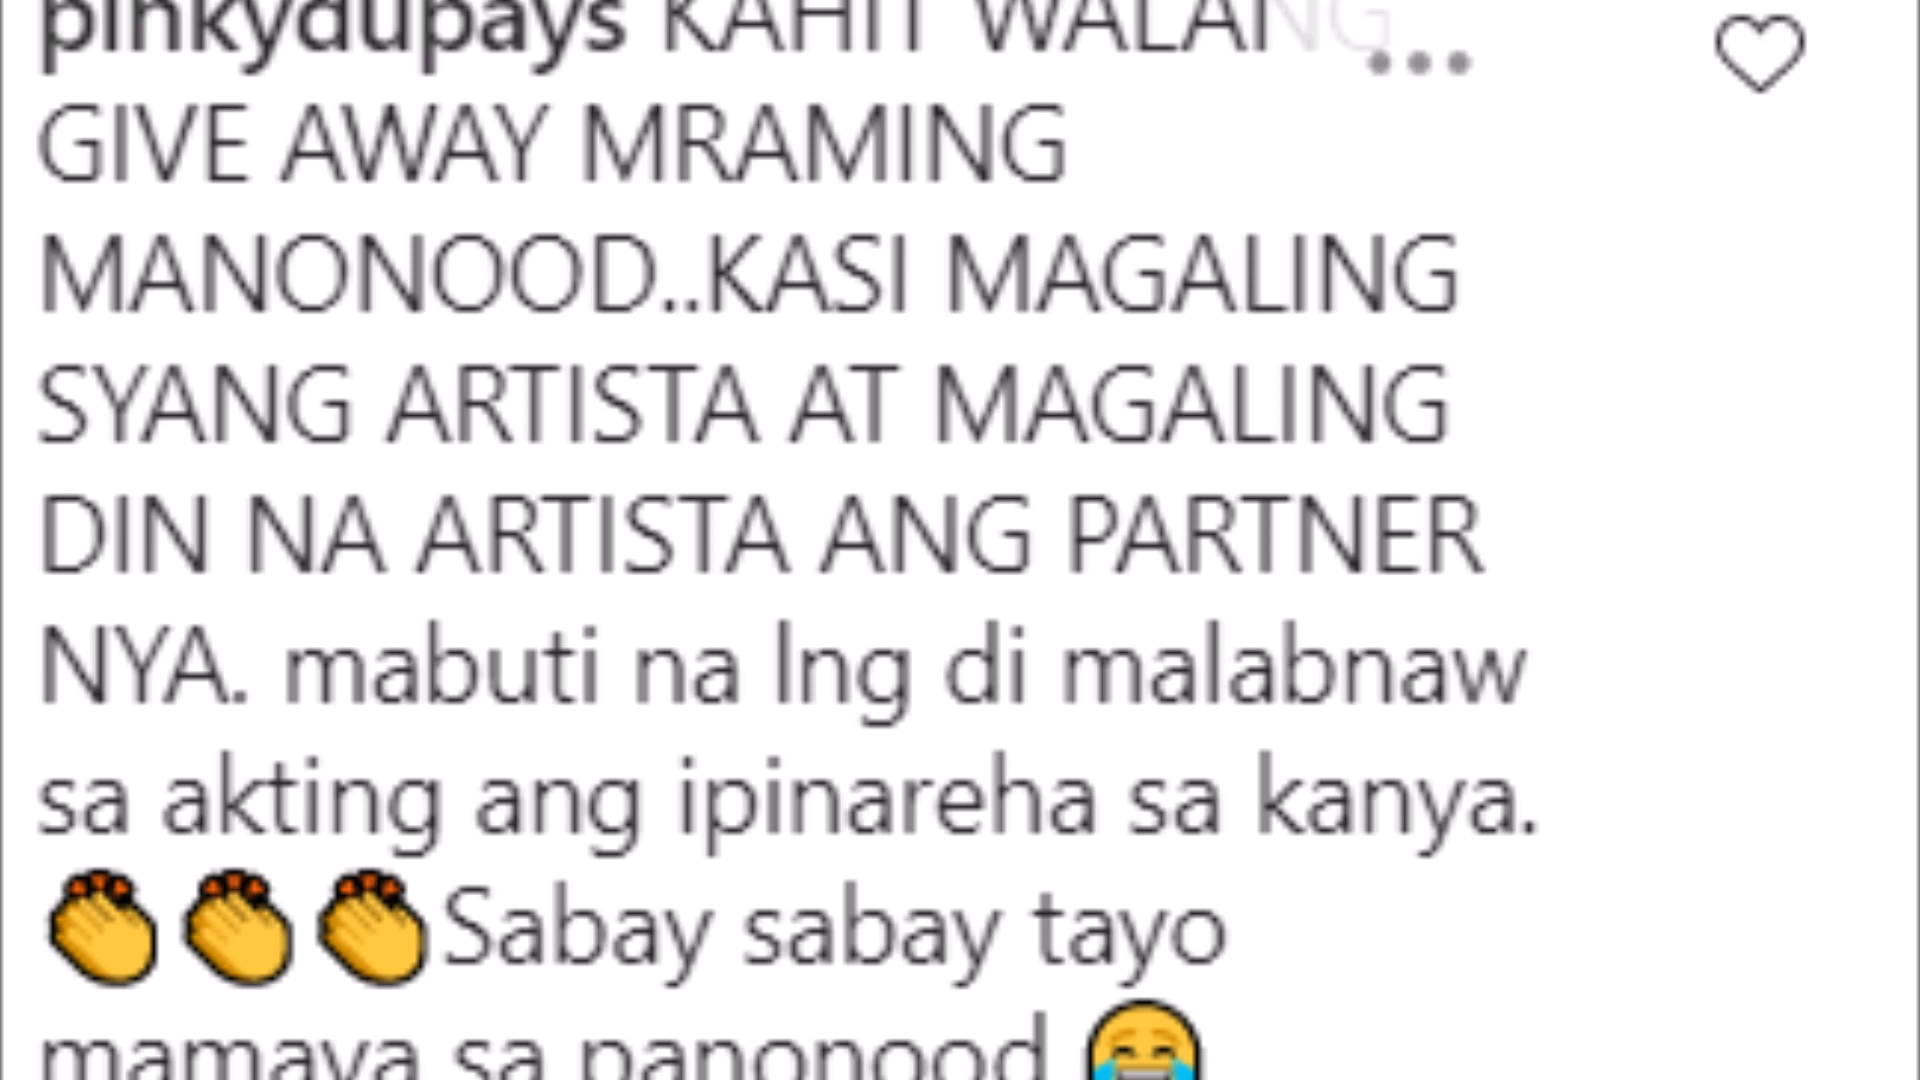 pinkydupays KAHIT WALANG
GIVE AWAY MRAMING
MANONOOD..KASI MAGALING
SYANG ARTISTA AT MAGALING
DIN NA ARTISTA ANG PARTNER
NYA. mabuti na lng di malabnaw
sa akting ang ipinareha sa kanya.
👏👏👏Sabay sabay tayo
mamaya sa panonood 😂